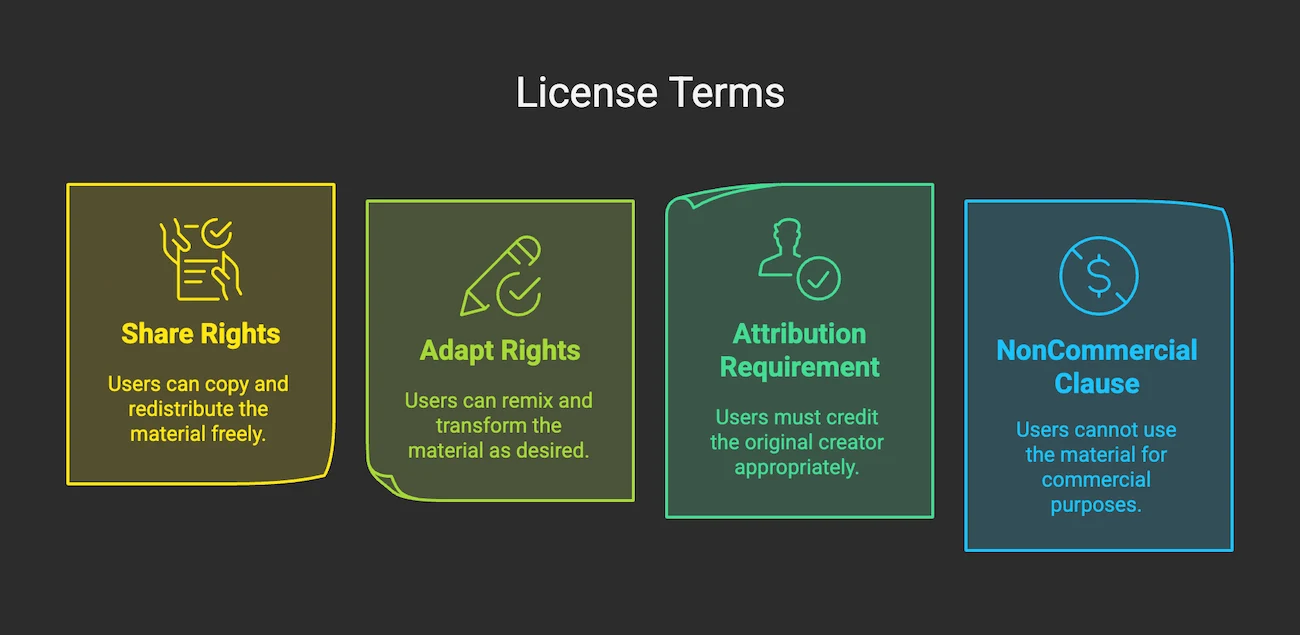 License Terms
Share Rights
Users can copy and
redistribute the
material freely.
Adapt Rights
Users can remix and
transform the
material as desired.
Attribution
Requirement
Users must credit
the original creator
appropriately.
NonCommercial
Clause
Users cannot use
the material for
commercial
purposes.